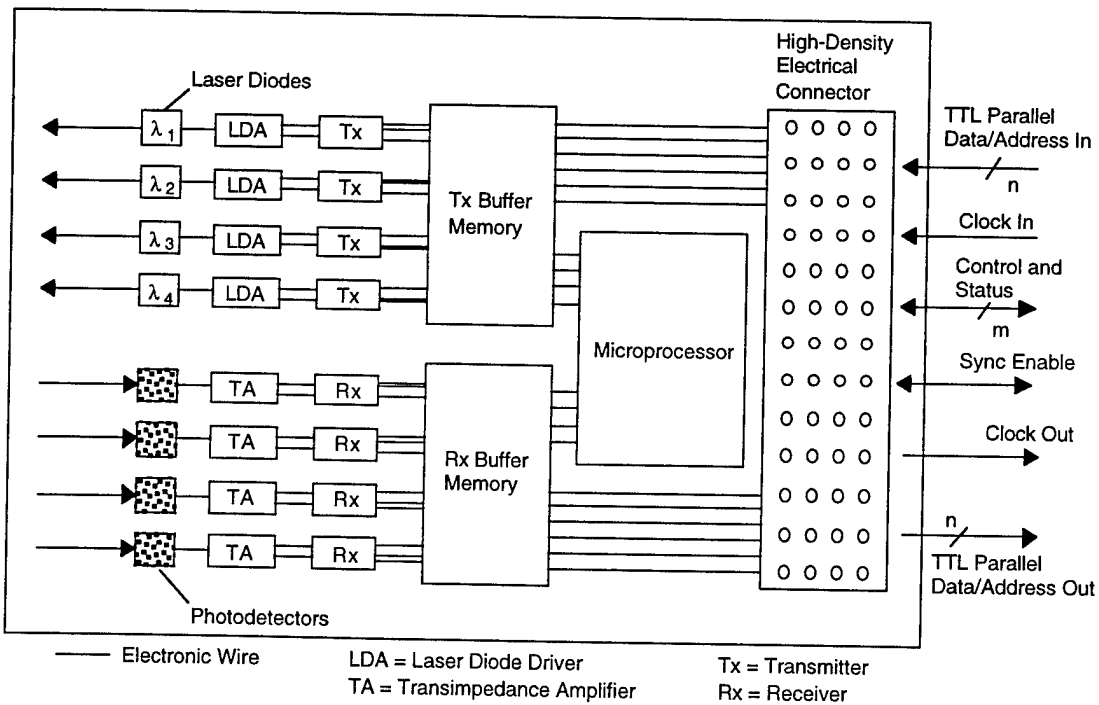 High-Density
Electrical
Connector
Laser Diodes
λ1 LDA Tx
λ2 LDA Tx
λ3 LDA Tx
λ4 LDA Tx
Tx Buffer
Memory
Microprocessor
TA Rx
TA Rx
TA Rx
TA Rx
Rx Buffer
Memory
Photodetectors
TTL Parallel
Data/Address In
n
Clock In
Control and
Status
m
Sync Enable
Clock Out
n
TTL Parallel
Data/Address Out
Electronic Wire
LDA = Laser Diode Driver
TA = Transimpedance Amplifier
Tx = Transmitter
Rx = Receiver